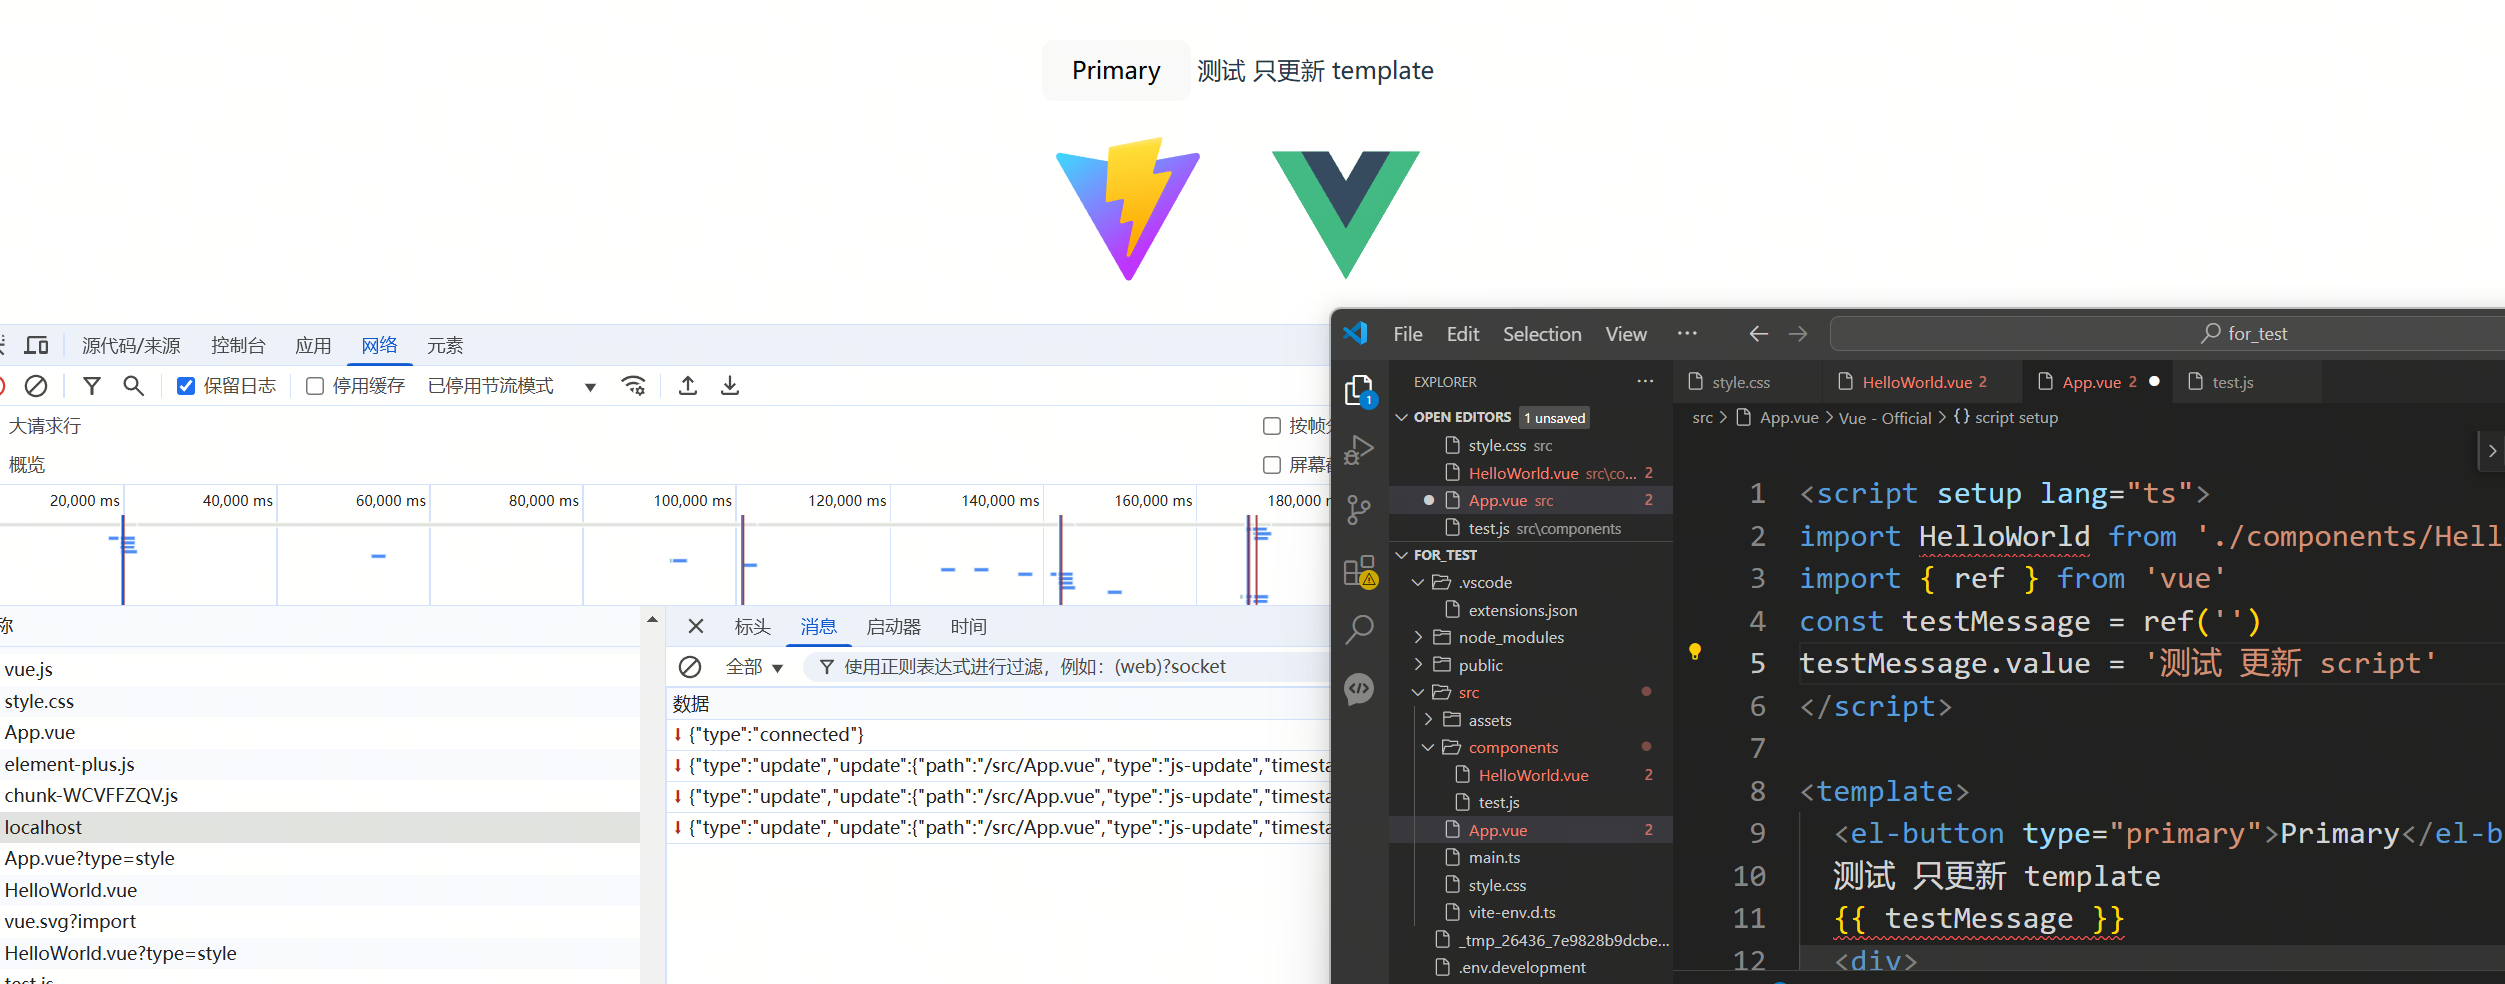 Primary 测试 只更新 template
源代码/来源 控制台 应用 网络 元素
保留日志 停用缓存 已停用节流模式
大请求行 按帧
概览 屏幕
20,000 ms 40,000 ms 60,000 ms 80,000 ms 100,000 ms 120,000 ms 140,000 ms 160,000 ms 180,000
称
vue.js
style.css
App.vue
element-plus.js
chunk-WCVFFZQV.js
localhost
App.vue?type=style
HelloWorld.vue
vue.svg?import
HelloWorld.vue?type=style
test.js
标头 消息 启动器 时间
全部 使用正则表达式进行过滤，例如：(web)?socket
数据
{"type":"connected"}
{"type":"update","update":{"path":"/src/App.vue","type":"js-update","timesta
{"type":"update","update":{"path":"/src/App.vue","type":"js-update","timesta
{"type":"update","update":{"path":"/src/App.vue","type":"js-update","timesta
File Edit Selection View ··· for_test
EXPLORER ···
OPEN EDITORS 1 unsaved
style.css src
HelloWorld.vue src\co... 2
App.vue src 2
test.js src\components
FOR_TEST
.vscode
extensions.json
node_modules
public
src
assets
components
HelloWorld.vue 2
test.js
App.vue 2
main.ts
style.css
vite-env.d.ts
_tmp_26436_7e9828b9dcbe...
.env.development
1
style.css HelloWorld.vue 2 App.vue 2 test.js
src > App.vue > Vue - Official > {} script setup
1 <script setup lang="ts">
2 import HelloWorld from './components/Hell
3 import { ref } from 'vue'
4 const testMessage = ref('')
5 testMessage.value = '测试 更新 script'
6 </script>
7
8 <template>
9 <el-button type="primary">Primary</el-b
10 测试 只更新 template
11 {{ testMessage }}
12 <div>